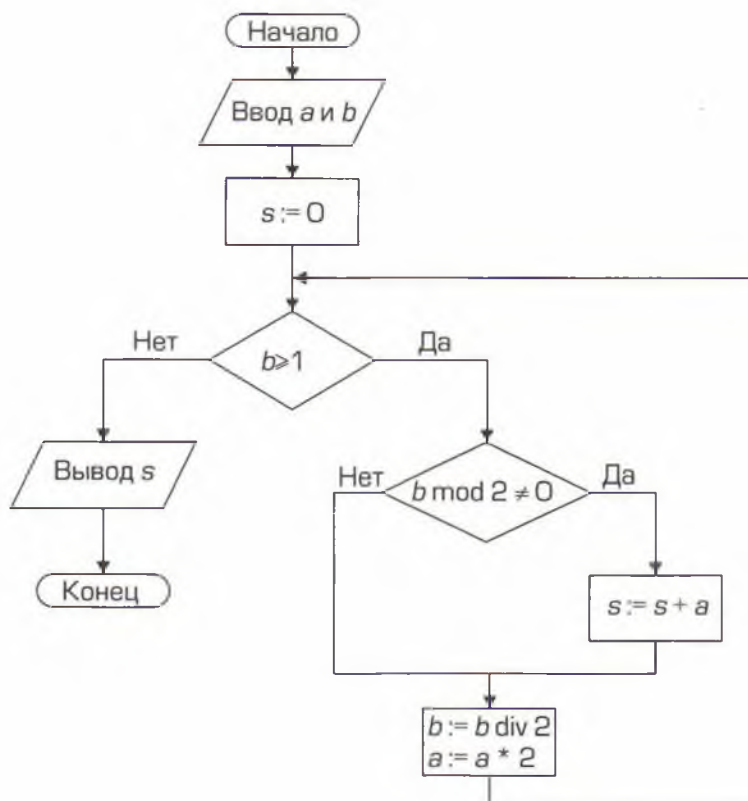 Начало
Ввод a и b
s := 0
b⩾1
Нет
Да
Вывод s
Конец
b mod 2 ≠ 0
Нет
Да
s := s + a
b := b div 2
a := a * 2